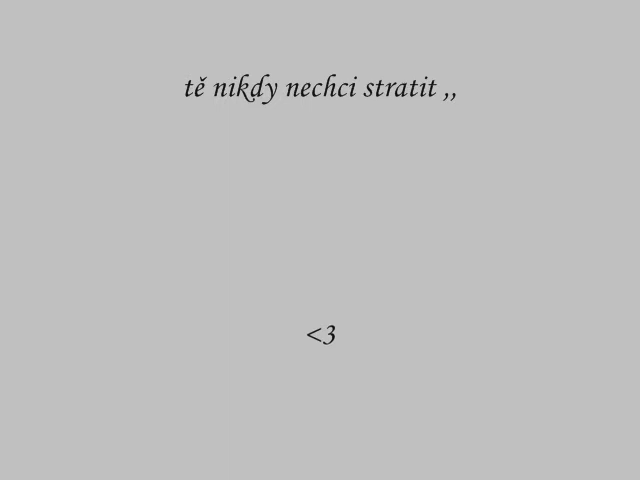 tě nikdy nechci stratit ,,
<3